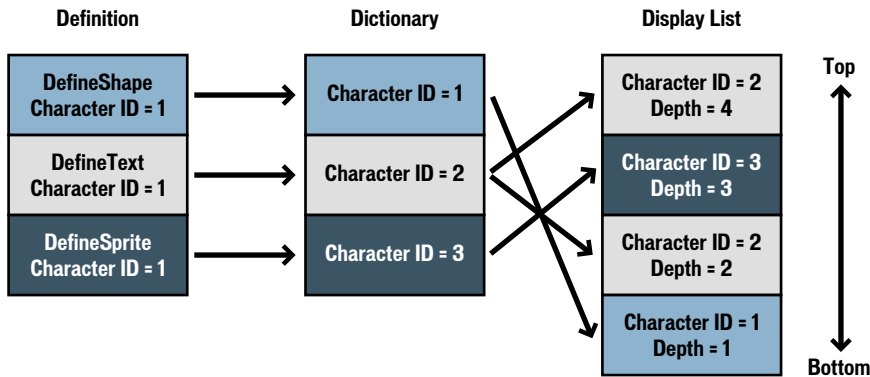 Definition
DefineShape
Character ID = 1
DefineText
Character ID = 1
DefineSprite
Character ID = 1
Dictionary
Character ID = 1
Character ID = 2
Character ID = 3
Display List
Character ID = 2
Depth = 4
Character ID = 3
Depth = 3
Character ID = 2
Depth = 2
Character ID = 1
Depth = 1
Top
Bottom